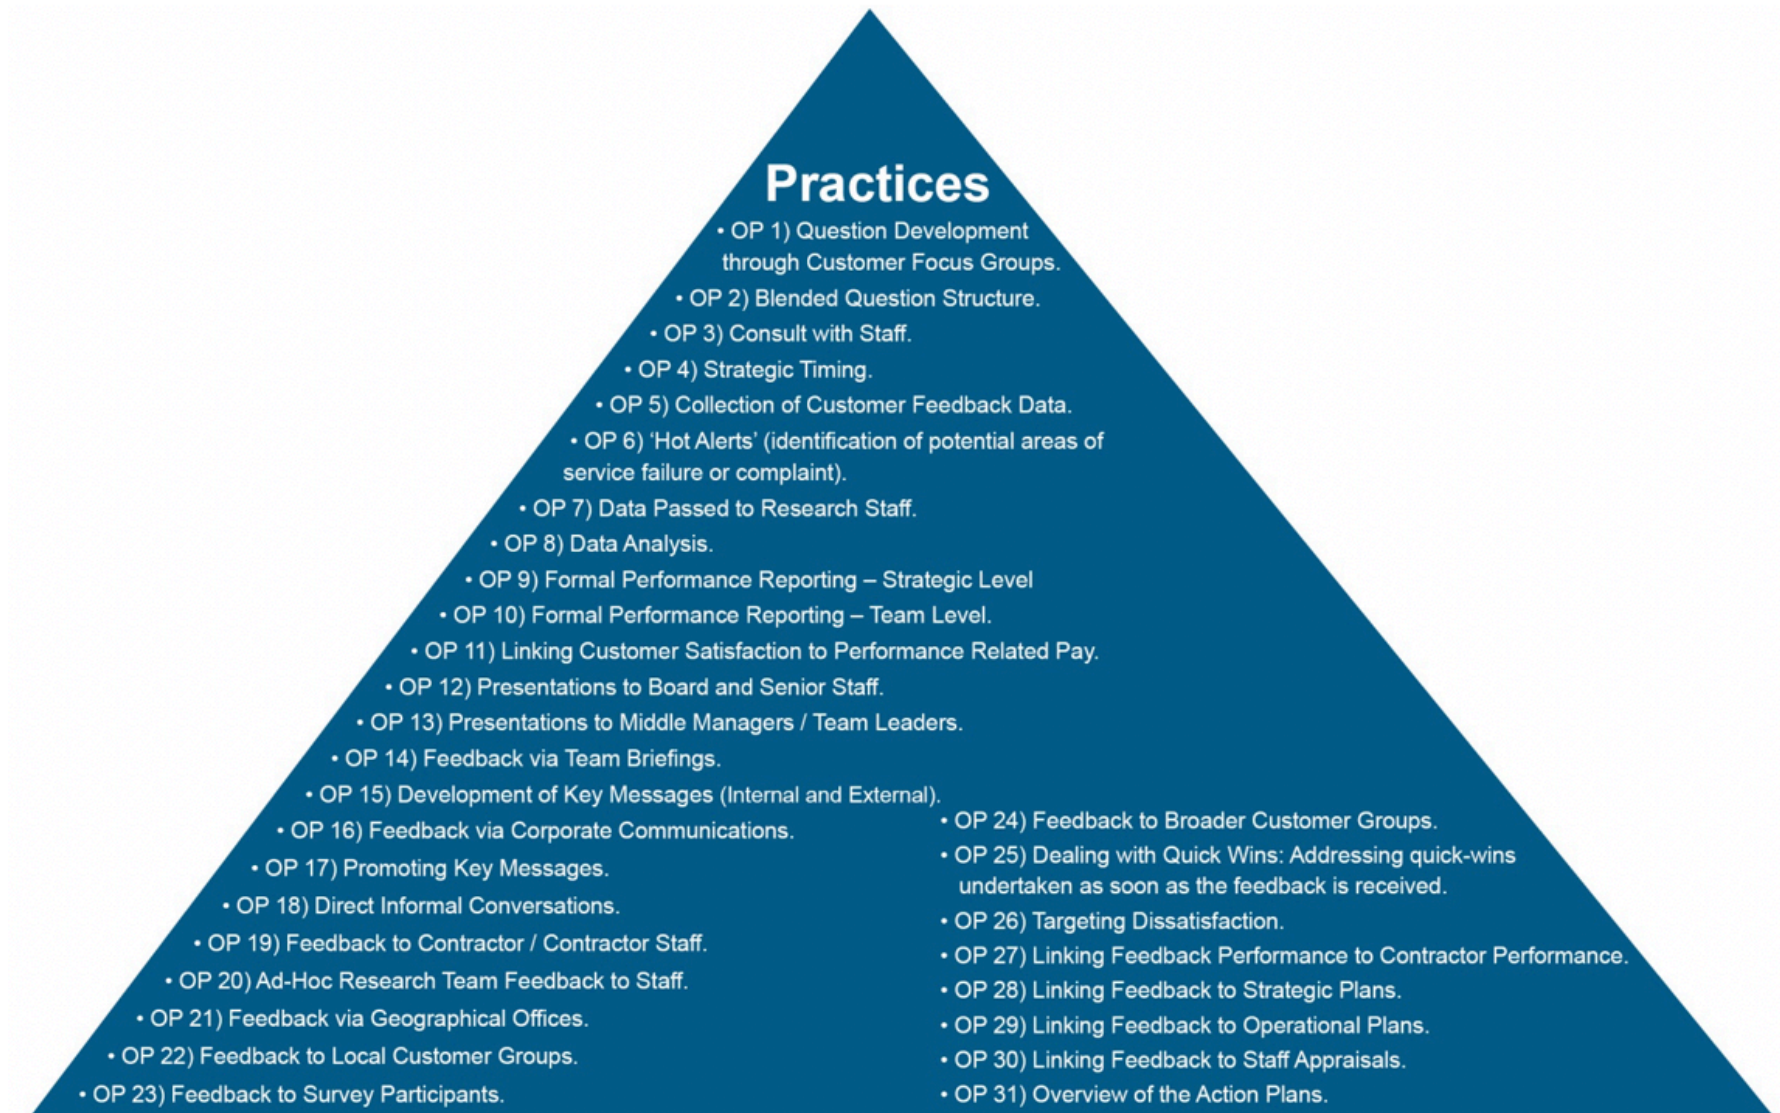 Practices
• OP 1) Question Development
through Customer Focus Groups.
• OP 2) Blended Question Structure.
• OP 3) Consult with Staff.
• OP 4) Strategic Timing.
• OP 5) Collection of Customer Feedback Data.
• OP 6) ‘Hot Alerts’ (identification of potential areas of
service failure or complaint).
• OP 7) Data Passed to Research Staff.
• OP 8) Data Analysis.
• OP 9) Formal Performance Reporting – Strategic Level
• OP 10) Formal Performance Reporting – Team Level.
• OP 11) Linking Customer Satisfaction to Performance Related Pay.
• OP 12) Presentations to Board and Senior Staff.
• OP 13) Presentations to Middle Managers / Team Leaders.
• OP 14) Feedback via Team Briefings.
• OP 15) Development of Key Messages (Internal and External).
• OP 16) Feedback via Corporate Communications.
• OP 17) Promoting Key Messages.
• OP 18) Direct Informal Conversations.
• OP 19) Feedback to Contractor / Contractor Staff.
• OP 20) Ad-Hoc Research Team Feedback to Staff.
• OP 21) Feedback via Geographical Offices.
• OP 22) Feedback to Local Customer Groups.
• OP 23) Feedback to Survey Participants.
• OP 24) Feedback to Broader Customer Groups.
• OP 25) Dealing with Quick Wins: Addressing quick-wins
undertaken as soon as the feedback is received.
• OP 26) Targeting Dissatisfaction.
• OP 27) Linking Feedback Performance to Contractor Performance.
• OP 28) Linking Feedback to Strategic Plans.
• OP 29) Linking Feedback to Operational Plans.
• OP 30) Linking Feedback to Staff Appraisals.
• OP 31) Overview of the Action Plans.